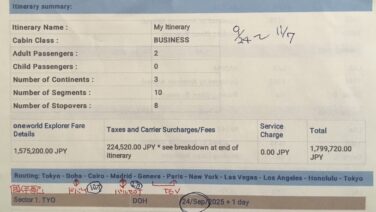 Itinerary summary:
Itinerary Name : My Itinerary
Cabin Class : BUSINESS
Adult Passengers : 2
Child Passengers : 0
Number of Continents : 3
Number of Segments : 10
Number of Stopovers : 8
9/24 ~ 11/7
oneworld Explorer Fare Details Taxes and Carrier Surcharges/Fees Service Charge Total
1,575,200.00 JPY 224,520.00 JPY * see breakdown at end of itinerary 0.00 JPY 1,799,720.00 JPY
Routing: Tokyo - Doha - Cairo - Madrid - Geneva - Paris - New York - Las Vegas - Los Angeles - Honolulu - Tokyo
Sector 1. TYO DOH 24/Sep/2025 + 1 day